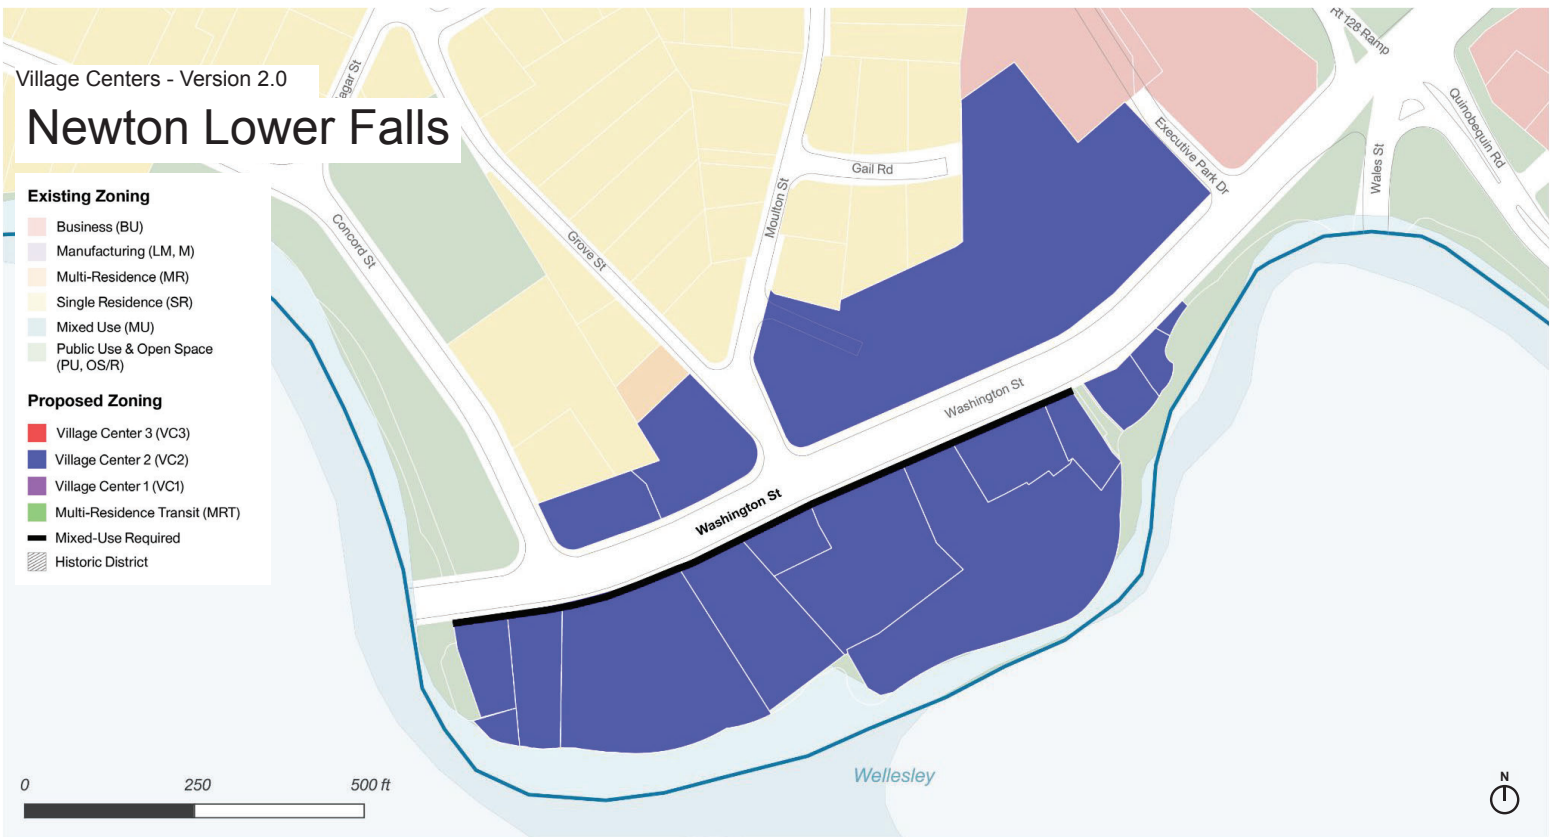 Village Centers - Version 2.0
Newton Lower Falls
Existing Zoning
Business (BU)
Manufacturing (LM, M)
Multi-Residence (MR)
Single Residence (SR)
Mixed Use (MU)
Public Use & Open Space
(PU, OS/R)
Proposed Zoning
Village Center 3 (VC3)
Village Center 2 (VC2)
Village Center 1 (VC1)
Multi-Residence Transit (MRT)
Mixed-Use Required
Historic District
agar St
Concord St
Grove St
Moulton St
Gail Rd
Executive Park Dr
Rt 128 Ramp
Quinobequin Rd
Wales St
Washington St
Washington St
Wellesley
0 250 500 ft
N